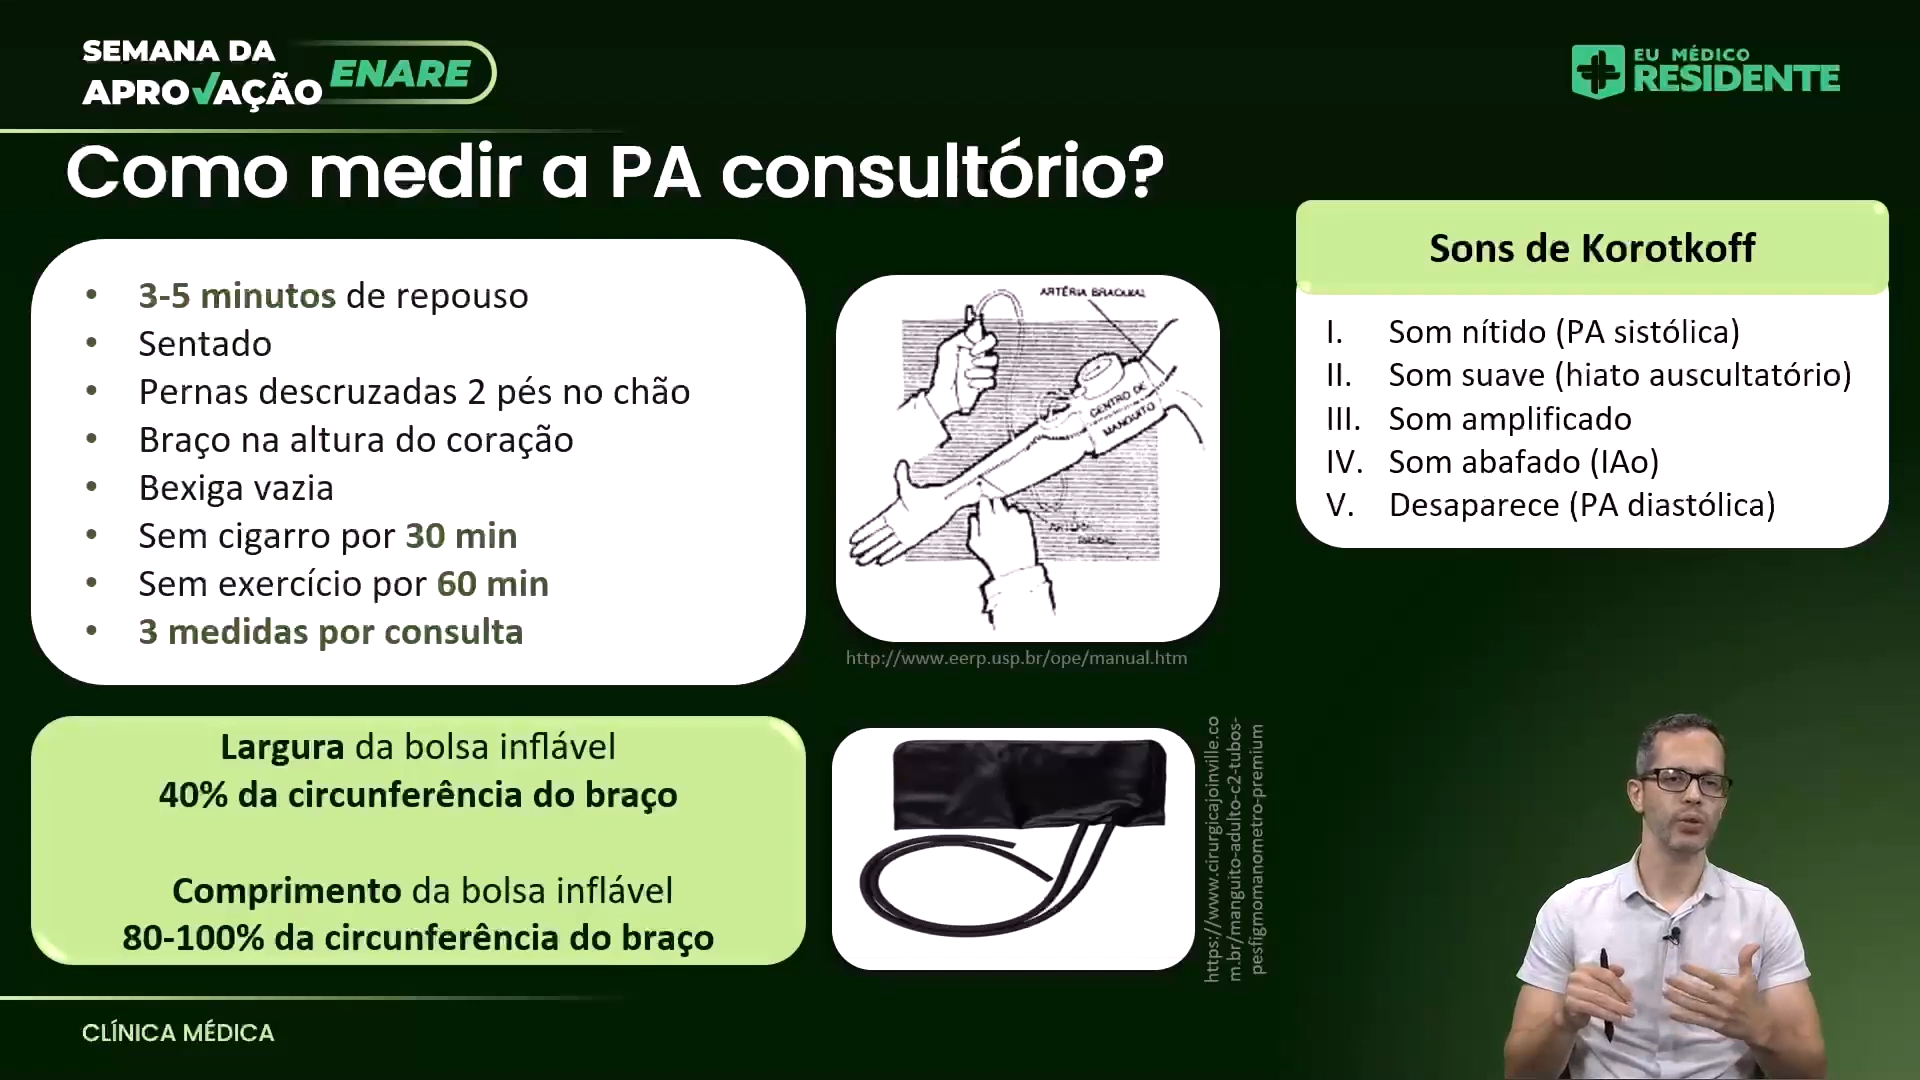 SEMANA DA
APROVAÇÃO ENARE
EU MÉDICO
RESIDENTE
Como medir a PA consultório?
• 3-5 minutos de repouso
• Sentado
• Pernas descruzadas 2 pés no chão
• Braço na altura do coração
• Bexiga vazia
• Sem cigarro por 30 min
• Sem exercício por 60 min
• 3 medidas por consulta
Largura da bolsa inflável
40% da circunferência do braço
Comprimento da bolsa inflável
80-100% da circunferência do braço
ARTÉRIA BRAQUIAL
CENTRO DE
MANGUITO
http://www.eerp.usp.br/ope/manual.htm
https://www.cirurgicajoinville.co
m.br/manguito-adulto-c2-tubos-
pesfigmomanometro-premium
Sons de Korotkoff
I. Som nítido (PA sistólica)
II. Som suave (hiato auscultatório)
III. Som amplificado
IV. Som abafado (IAo)
V. Desaparece (PA diastólica)
CLÍNICA MÉDICA